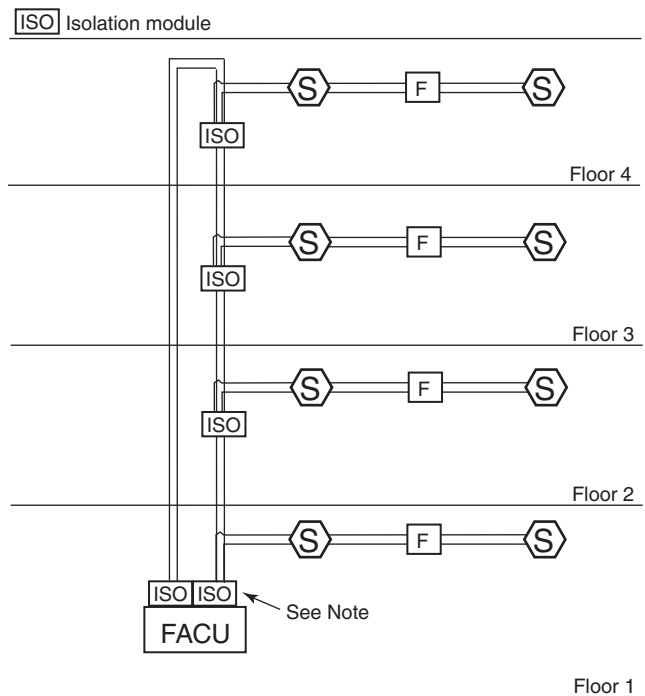 ISO Isolation module
S F S
ISO
Floor 4
S F S
ISO
Floor 3
S F S
ISO
Floor 2
S F S
ISO ISO
See Note
FACU
Floor 1